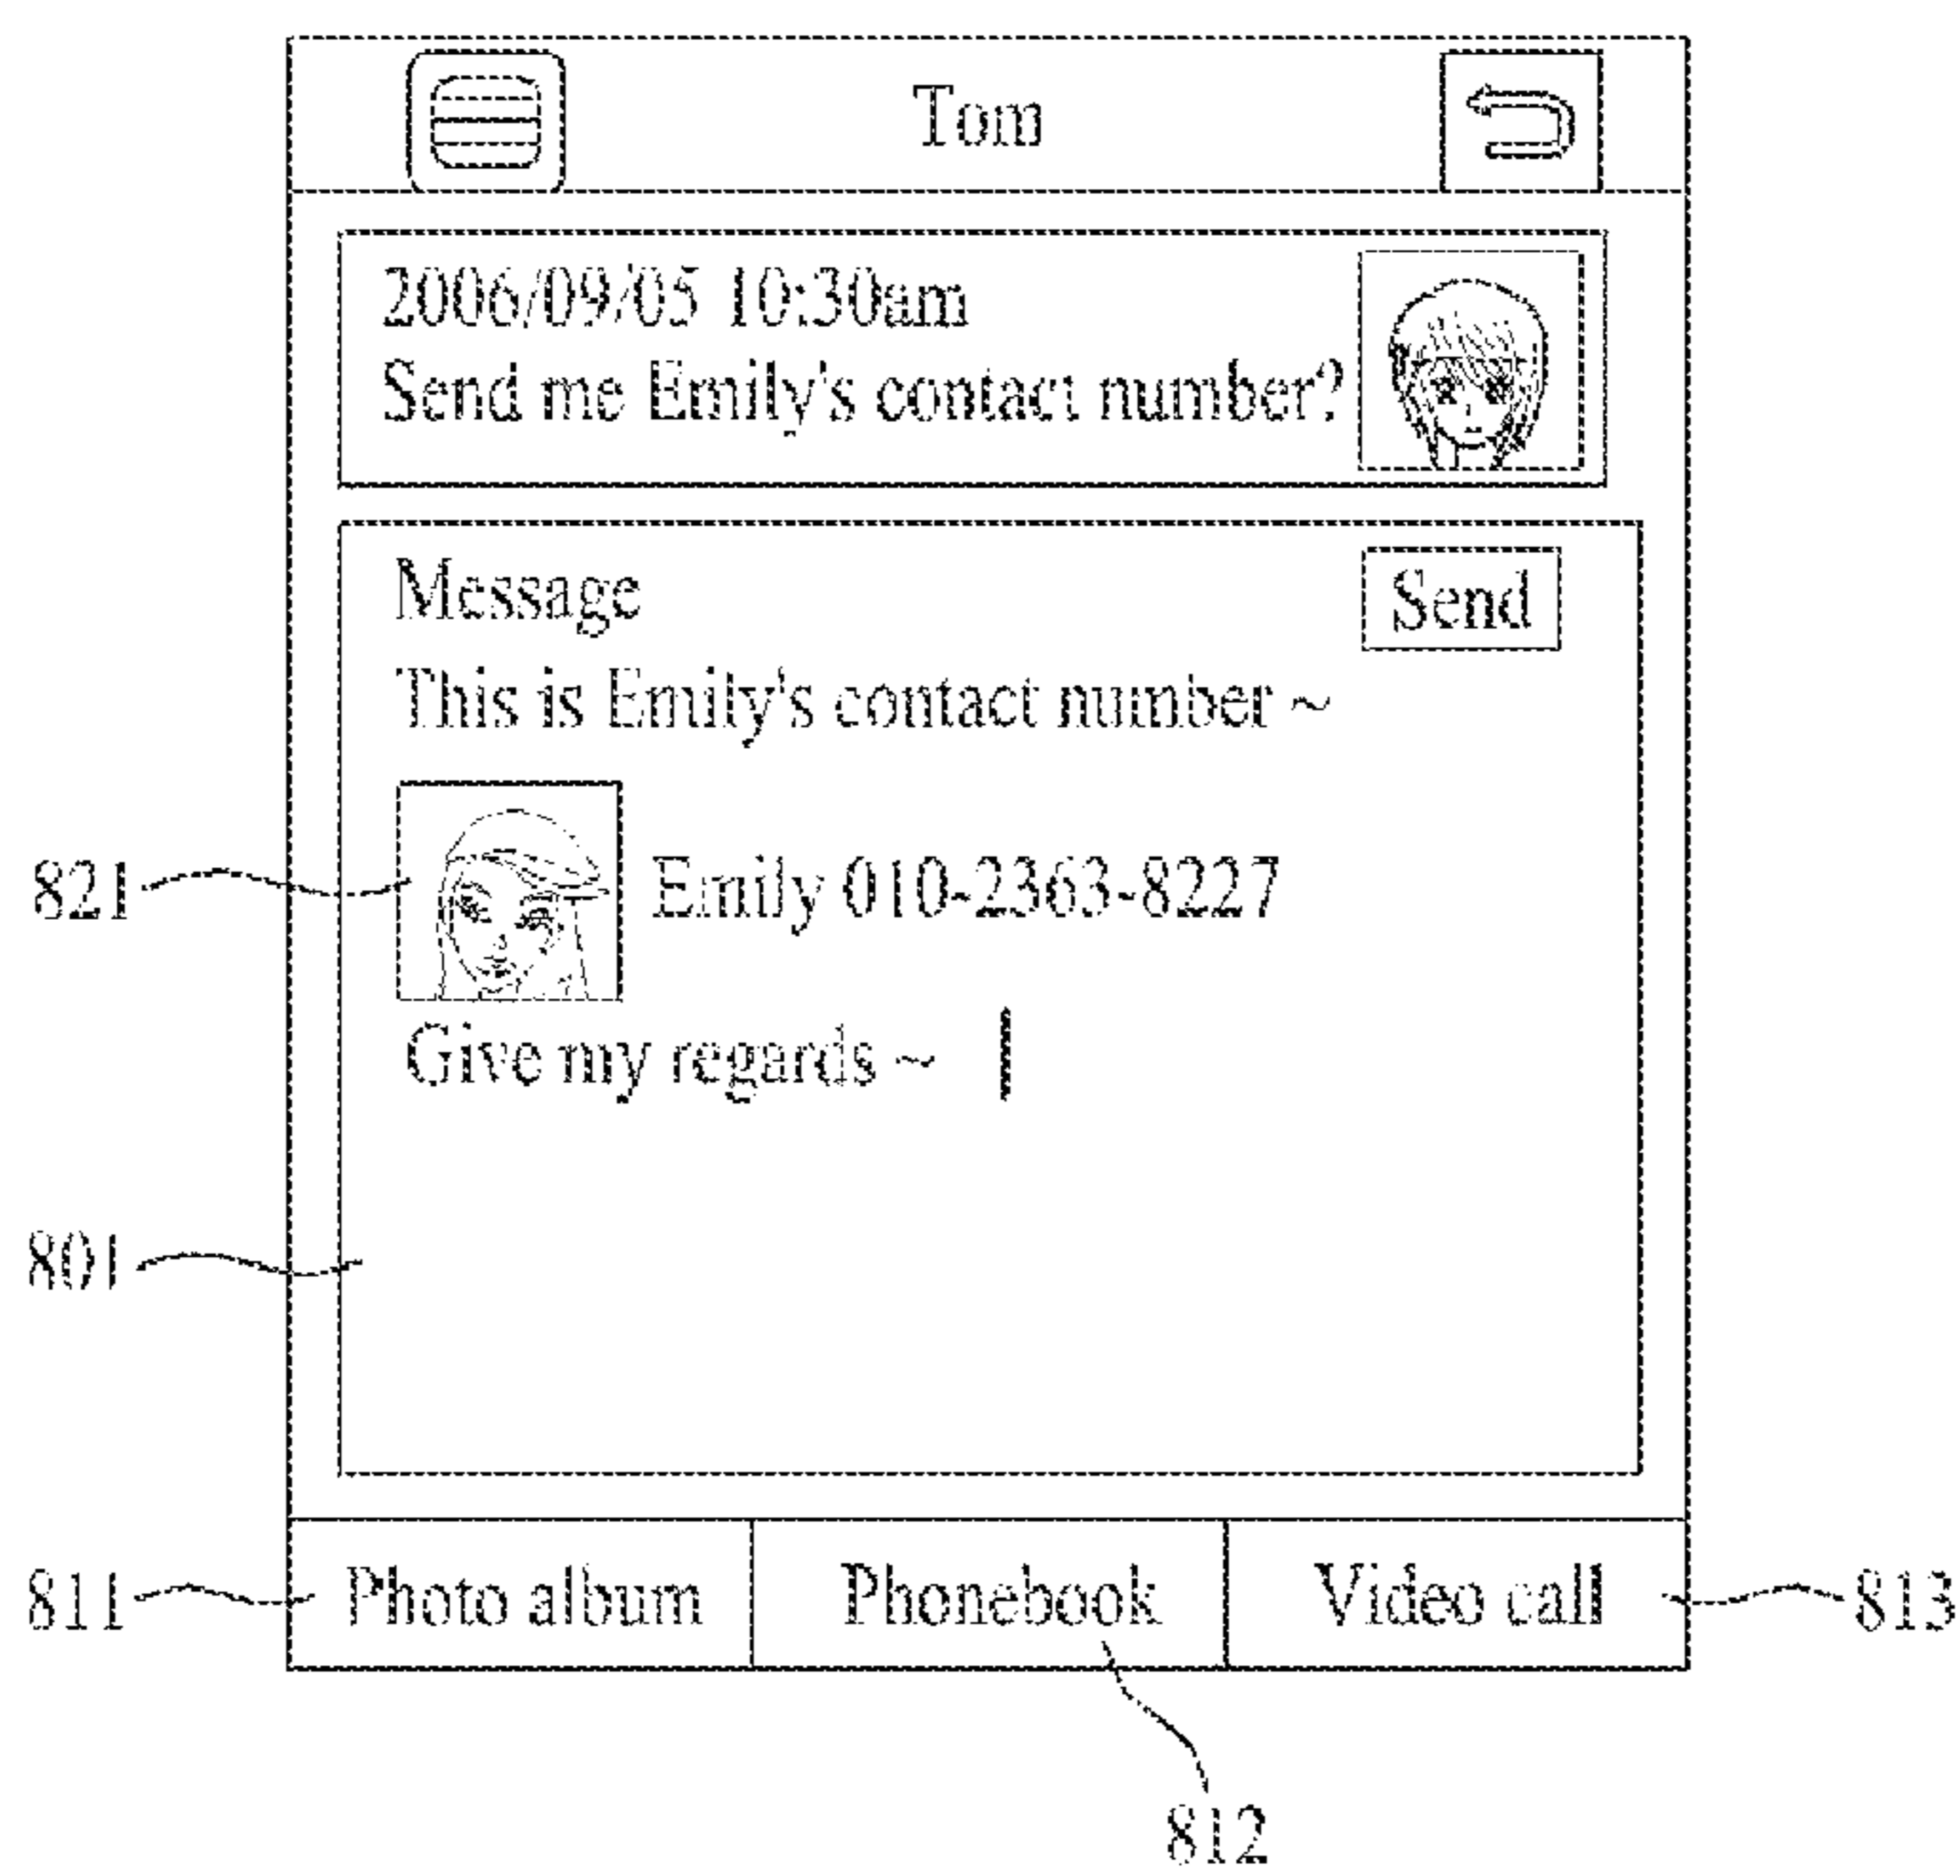 Tom
2006/09/05 10:30am
Send me Emily's contact number?
Message
Send
This is Emily's contact number ~
821
Emily 010-2363-8227
Give my regards ~
801
811
Photo album
Phonebook
Video call
813
812